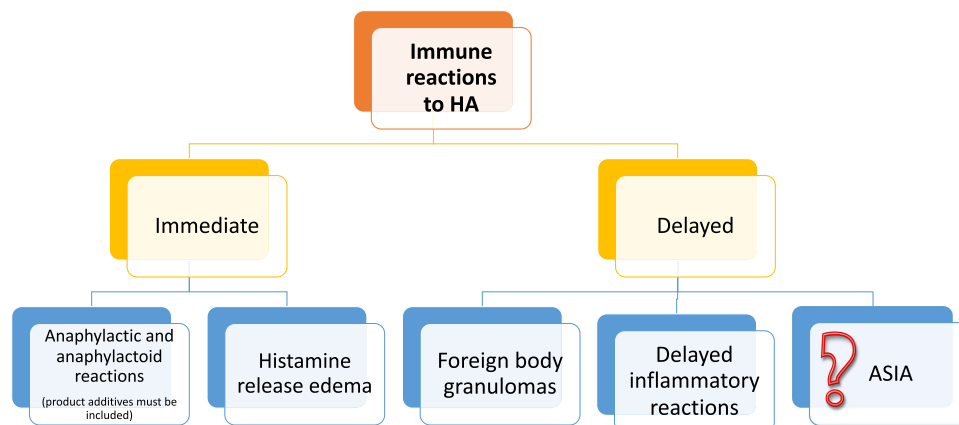 Immune
reactions
to HA
Immediate
Delayed
Anaphylactic and
anaphylactoid
reactions
(product additives must be
included)
Histamine
release edema
Foreign body
granulomas
Delayed
inflammatory
reactions
?
ASIA